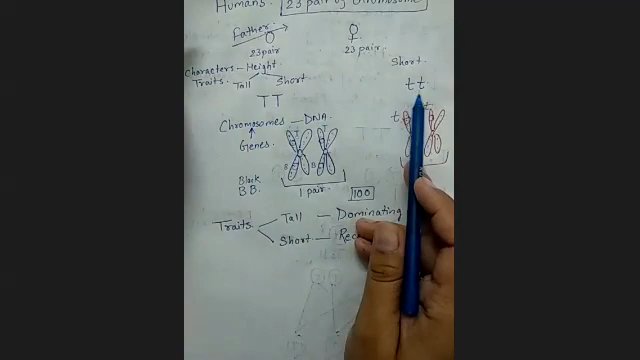 Humans. 23 pair of Chromosome
Father.
23 pair
23 pair.
Characters - Height
Traits. Tall Short
TT
Short.
tt
Chromosomes - DNA.
Genes.
T T
t t
B B
Black
BB.
1 pair.
100
Traits Tall - Dominating
Short -